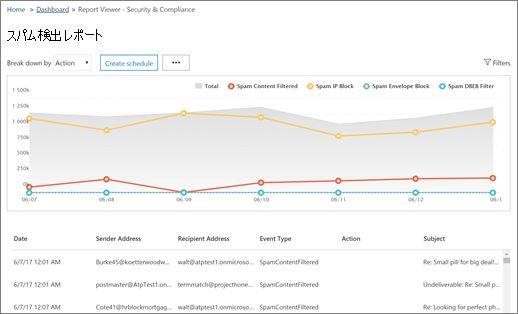 Home > Dashboard > Report Viewer - Security & Compliance
スパム検出レポート
Break down by Action Create schedule ••• Filters
Total Spam Content Filtered Spam IP Block Spam Envelope Block Spam DBEB Filter
1 500k
1 250k
1 000k
750k
500k
250k
0k
06/07 06/08 06/09 06/10 06/11 06/12 06/1
Date Sender Address Recipient Address Event Type Action Subject
6/7/17 12:01 AM Burke45@koettenwoodw... walt@atptest1.onmicroso... SpamContentFiltered Re: Small pill for big deal!...
6/7/17 12:01 AM postmaster@AtpTest1.on... termmatch@projecthone... SpamContentFiltered Undeliverable: Re: Small p...
6/7/17 12:07 AM Cote41@hrblockmortgag... walt@atptest1.onmicroso... SpamContentFiltered Re: Looking for perfect ph...